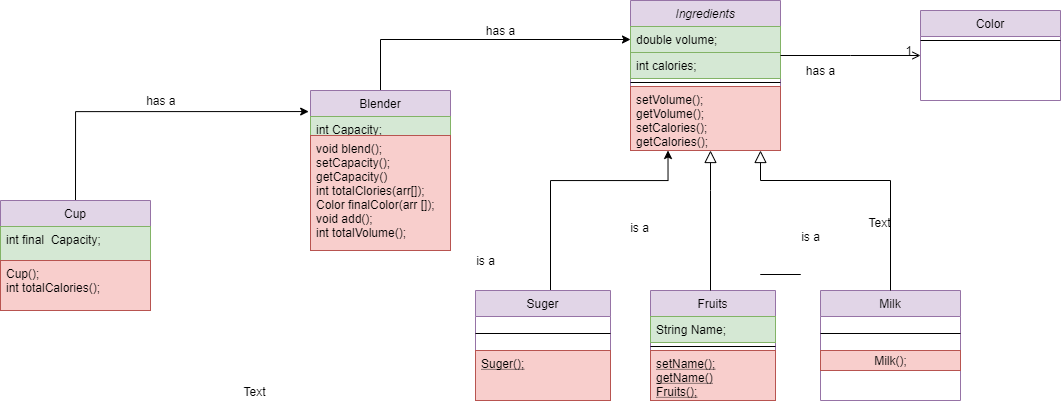 Ingredients
double volume;
int calories;
setVolume();
getVolume();
setCalories();
getCalories();
has a
1
Color
has a
Blender
int Capacity;
void blend();
setCapacity();
getCapacity()
int totalClories(arr[]);
Color finalColor(arr []);
void add();
int totalVolume();
has a
Cup
int final  Capacity;
Cup();
int totalCalories();
is a
is a
is a
Text
Suger
Suger();
Fruits
String Name;
setName();
getName()
Fruits();
Milk
Milk();
Text